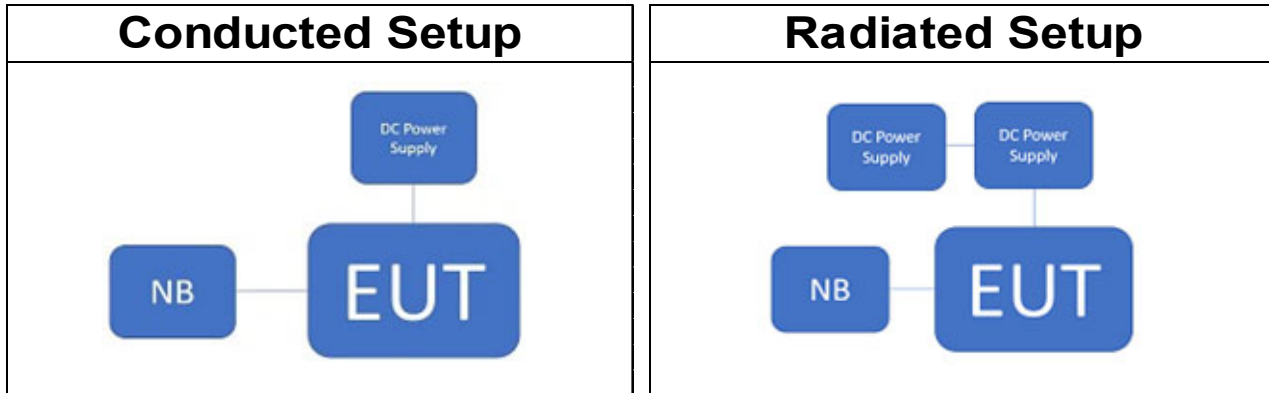 Conducted Setup
DC Power
Supply
NB
EUT
Radiated Setup
DC Power
Supply
DC Power
Supply
NB
EUT